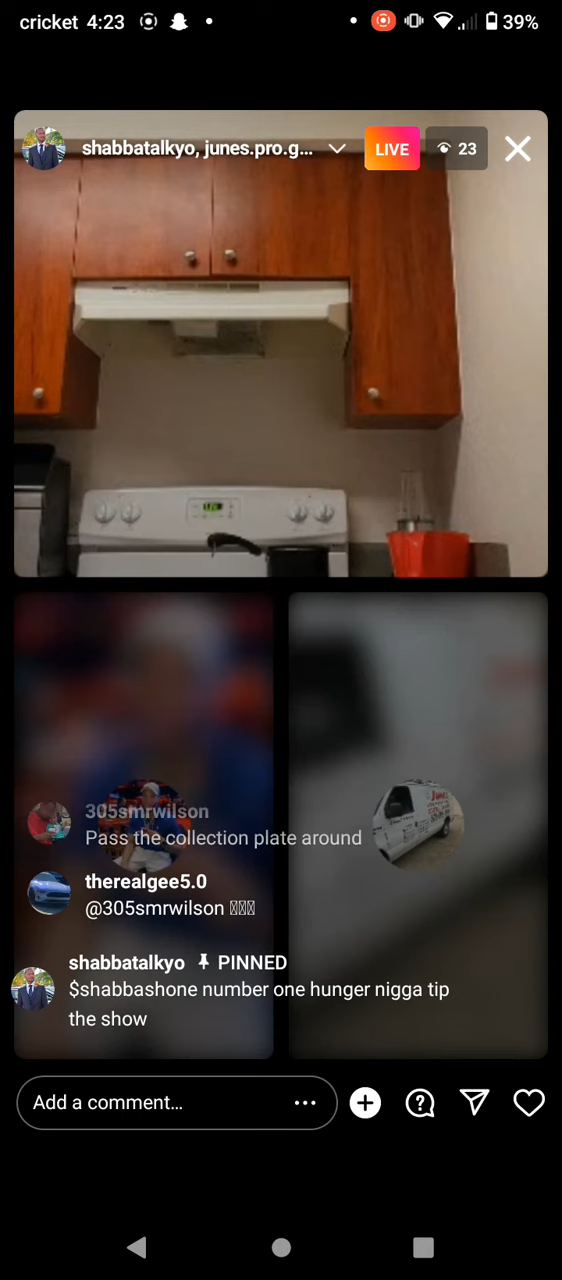 cricket 4:23
39%
shabbatalkyo, junes.pro.g...
LIVE
23
305smrwilson
Pass the collection plate around
therealgee5.0
@305smrwilson
shabbatalkyo PINNED
$shabbashone number one hunger nigga tip
the show
Add a comment...